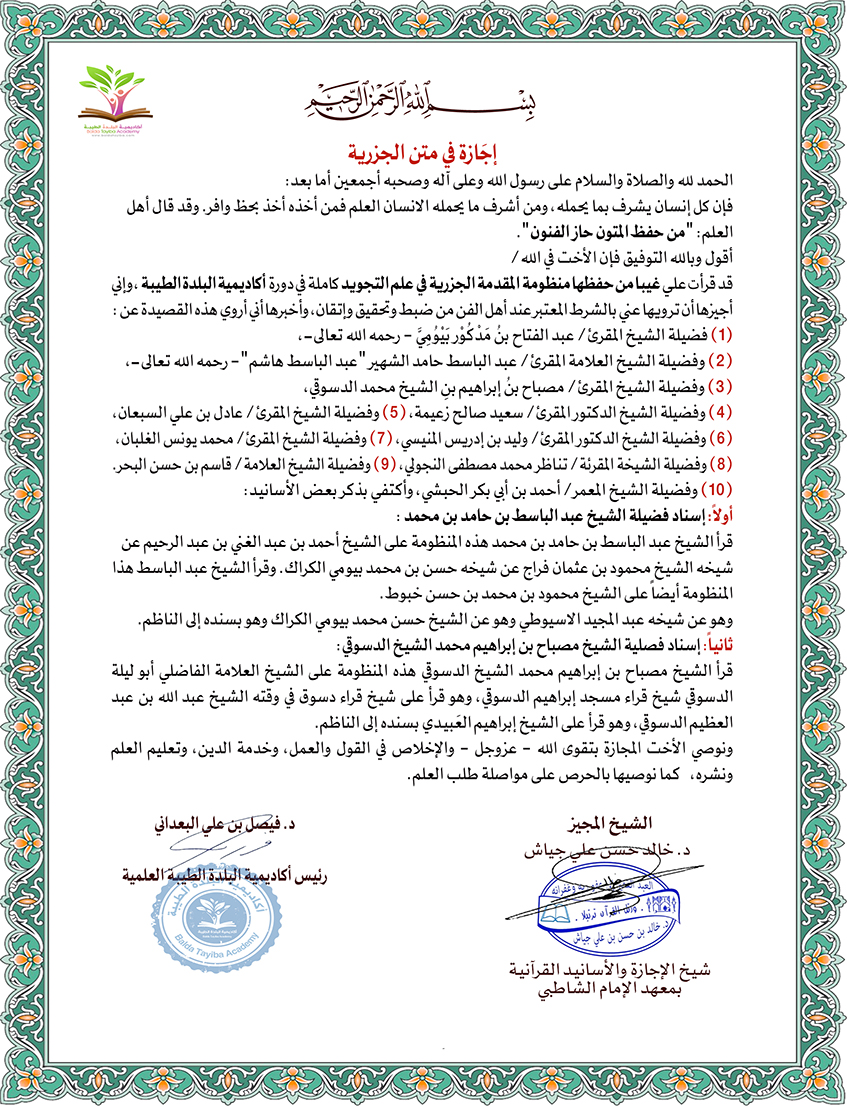 أكاديمية البلدة الطيبة
Balda Tayiba Academy
بسم الله الرحمن الرحيم
إجَازة في متن الجزرية
الحمد لله والصلاة والسلام على رسول الله وعلى آله وصحبه أجمعين أما بعد:
فإن كل إنسان يشرف بما يحمله، ومن أشرف ما يحمله الانسان العلم فمن أخذه أخذ بحظ وافر. وقد قال أهل
العلم: "من حفظ المتون حاز الفنون".
أقول وبالله التوفيق فإن الأخت في الله/
قد قرأت علي غيبا من حفظها منظومة المقدمة الجزرية في علم التجويد كاملة في دورة أكاديمية البلدة الطيبة ،وإني
أجيزها أن ترويها عني بالشرط المعتبر عند أهل الفن من ضبط وتحقيق وإتقان، وأخبرها أني أروي هذه القصيدة عن :
(1) فضيلة الشيخ المقرئ/ عبد الفتاح بنُ مَدْكُوْر بَيُّوْمِيَّ – رحمه الله تعالى-،
(2) وفضيلة الشيخ العلامة المقرئ/ عبد الباسط حامد الشهير "عبد الباسط هاشم"- رحمه الله تعالى-،
(3) وفضيلة الشيخ المقرئ/ مصباح بنُ إبراهيم بنِ الشيخ محمد الدسوقي،
(4) وفضيلة الشيخ الدكتور المقرئ/ سعيد صالح زعيمة، (5) وفضيلة الشيخ المقرئ/ عادل بن علي السبعان،
(6) وفضيلة الشيخ الدكتور المقرئ/ وليد بن إدريس المنيسي، (7) وفضيلة الشيخ المقرئ/ محمد يونس الغلبان،
(8) وفضيلة الشيخة المقرئة/ تناظر محمد مصطفى النجولي، (9) وفضيلة الشيخ العلامة/ قاسم بن حسن البحر.
(10) وفضيلة الشيخ المعمر/ أحمد بن أبي بكر الحبشي، وأكتفي بذكر بعض الأسانيد:
أولاً: إسناد فضيلة الشيخ عبد الباسط بن حامد بن محمد :
قرأ الشيخ عبد الباسط بن حامد بن محمد هذه المنظومة على الشيخ أحمد بن عبد الغني بن عبد الرحيم عن
شيخه الشيخ محمود بن عثمان فراج عن شيخه حسن بن محمد بيومي الكراك. وقرأ الشيخ عبد الباسط هذا
المنظومة أيضاً على الشيخ محمود بن محمد بن حسن خبوط.
وهو عن شيخه عبد المجيد الاسيوطي وهو عن الشيخ حسن محمد بيومي الكراك وهو بسنده إلى الناظم.
ثانياً: إسناد فصلية الشيخ مصباح بن إبراهيم محمد الشيخ الدسوقي:
قرأ الشيخ مصباح بن إبراهيم محمد الشيخ الدسوقي هذه المنظومة على الشيخ العلامة الفاضلي أبو ليلة
الدسوقي شيخ قراء مسجد إبراهيم الدسوقي، وهو قرأ على شيخ قراء دسوق في وقته الشيخ عبد الله بن عبد
العظيم الدسوقي، وهو قرأ على الشيخ إبراهيم العَبيدي بسنده إلى الناظم.
ونوصي الأخت المجازة بتقوى الله – عزوجل – والإخلاص في القول والعمل، وخدمة الدين، وتعليم العلم
ونشره، كما نوصيها بالحرص على مواصلة طلب العلم.
الشيخ المجيز
د. خالد حسن علي جياش
ورتل القرآن ترتيلا
د. خالد بن حسن بن علي جياش
شيخ الإجازة والأسانيد القرآنية
بمعهد الإمام الشاطبي
د. فيصل بن علي البعداني
رئيس أكاديمية البلدة الطيبة العلمية
أكاديمية البلدة الطيبة
Balda Tayiba Academy